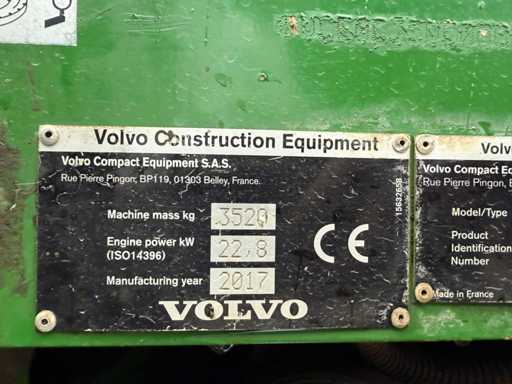 Volvo Construction Equipment
Volvo Compact Equipment S.A.S.
Rue Pierre Pingon, BP119, 01303 Belley, France.
Machine mass kg 3520
Engine power kW 22,8
(ISO14396)
Manufacturing year 2017
VOLVO
CE
15632658
Volv
Volvo Compact Eq
Rue Pierre Pingon, B
Model/Type
Product
Identification
Number
Made in France